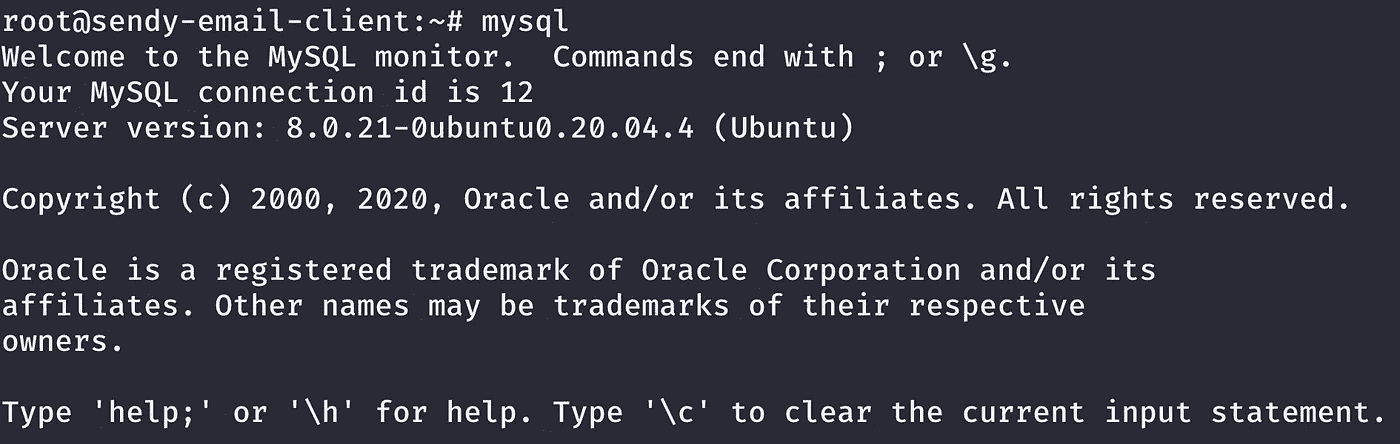 root@sendy-email-client:~# mysql
Welcome to the MySQL monitor.  Commands end with ; or \g.
Your MySQL connection id is 12
Server version: 8.0.21-0ubuntu0.20.04.4 (Ubuntu)
Copyright (c) 2000, 2020, Oracle and/or its affiliates. All rights reserved.
Oracle is a registered trademark of Oracle Corporation and/or its
affiliates. Other names may be trademarks of their respective
owners.
Type 'help;' or '\h' for help. Type '\c' to clear the current input statement.